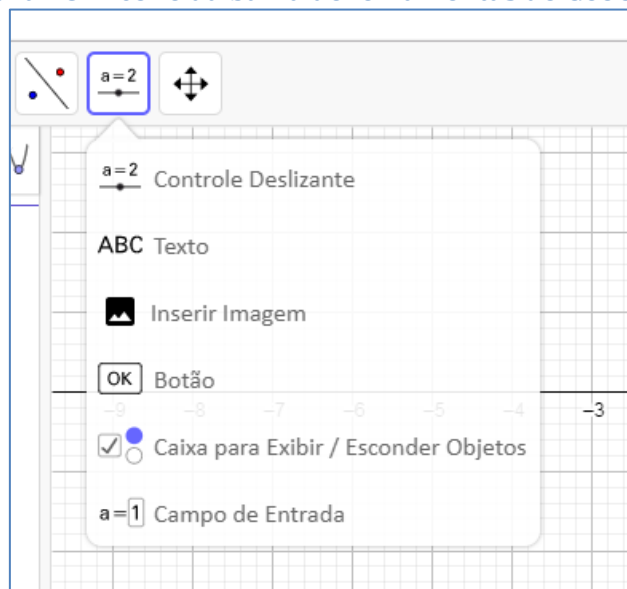 a=2
a=2 Controle Deslizante
ABC Texto
Inserir Imagem
OK Botão
-9 -8 -7 -6 -5 -4 -3
Caixa para Exibir / Esconder Objetos
a=1 Campo de Entrada